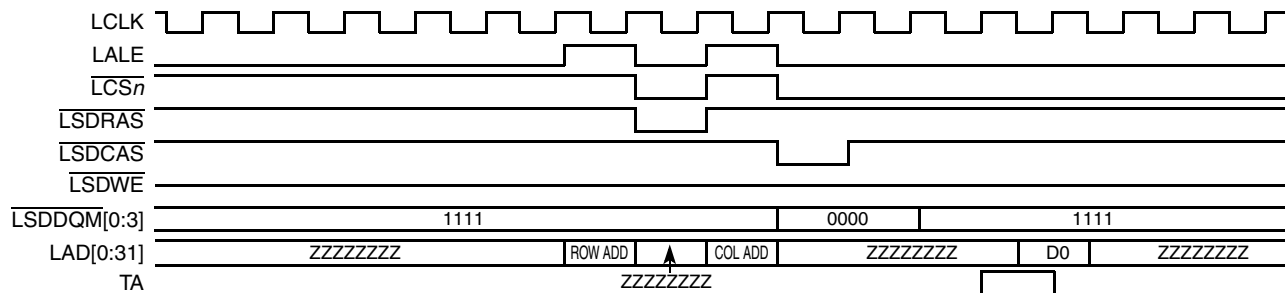 LCLK
LALE
LCSn
LSDRAS
LSDCAS
LSDWE
LSDDQM[0:3] 1111 0000 1111
LAD[0:31] ZZZZZZZZ ROW ADD COL ADD ZZZZZZZZ D0 ZZZZZZZZ
TA ZZZZZZZZ